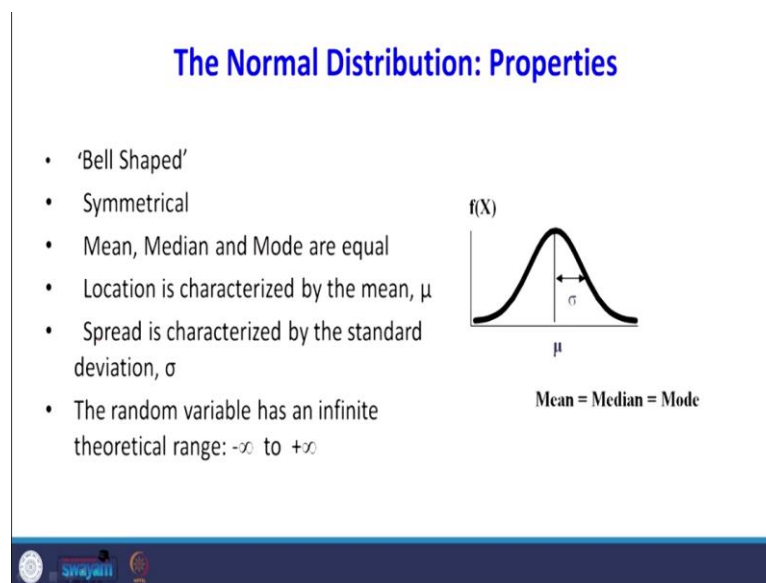 The Normal Distribution: Properties
• ‘Bell Shaped’
• Symmetrical
• Mean, Median and Mode are equal
• Location is characterized by the mean, μ
• Spread is characterized by the standard
deviation, σ
• The random variable has an infinite
theoretical range: -∞ to +∞
f(X)
σ
μ
Mean = Median = Mode
swayam